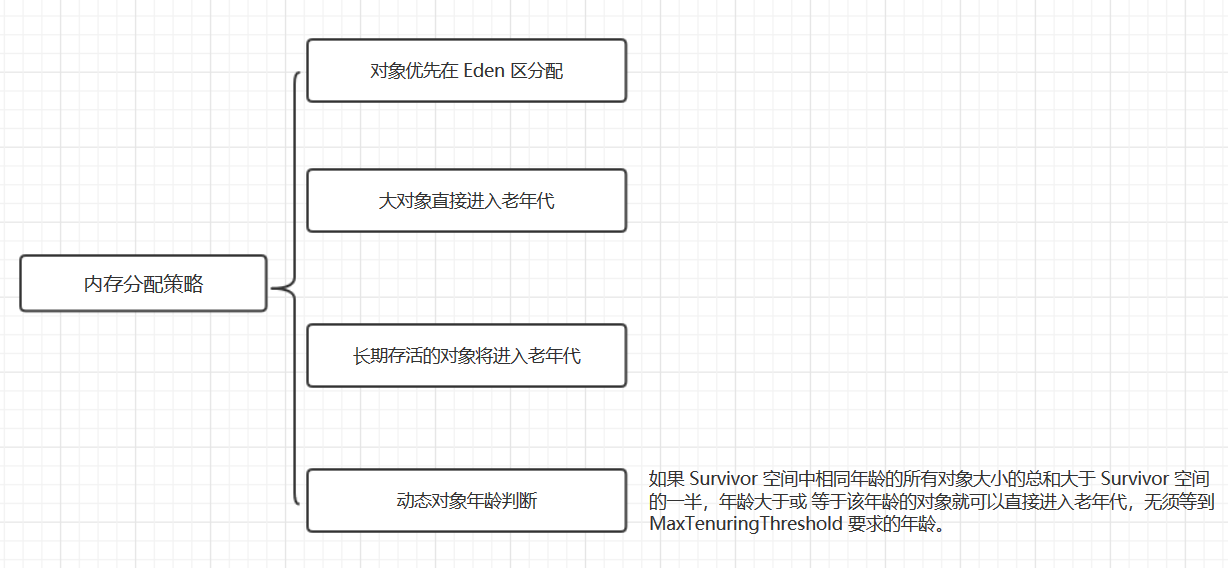 对象优先在 Eden 区分配
大对象直接进入老年代
内存分配策略
长期存活的对象将进入老年代
动态对象年龄判断
如果 Survivor 空间中相同年龄的所有对象大小的总和大于 Survivor 空间
的一半，年龄大于或 等于该年龄的对象就可以直接进入老年代，无须等到
MaxTenuringThreshold 要求的年龄。